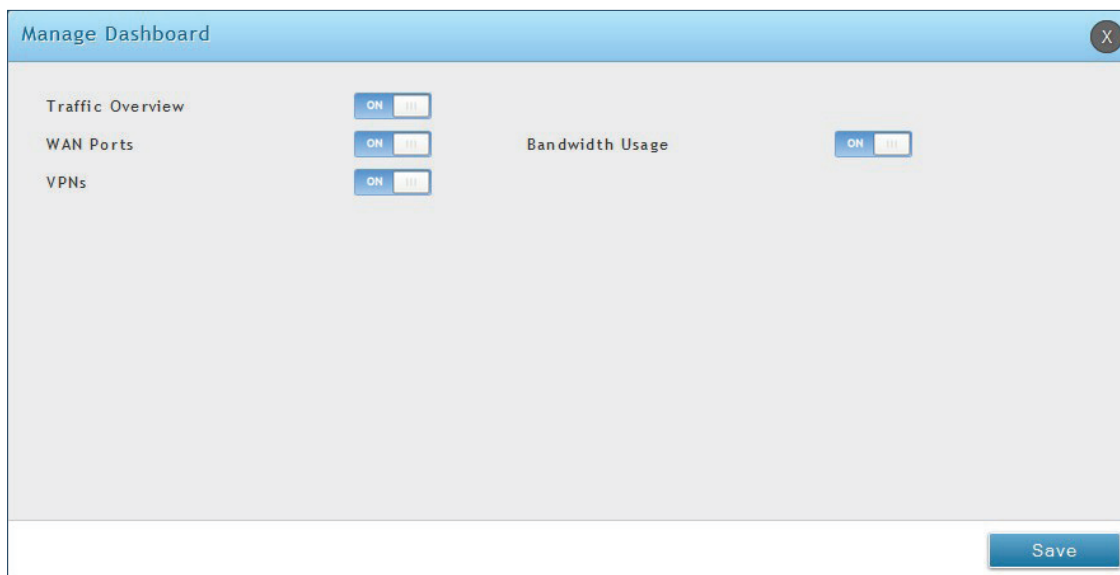 Manage Dashboard X
Traffic Overview ON
WAN Ports ON Bandwidth Usage ON
VPNs ON
Save